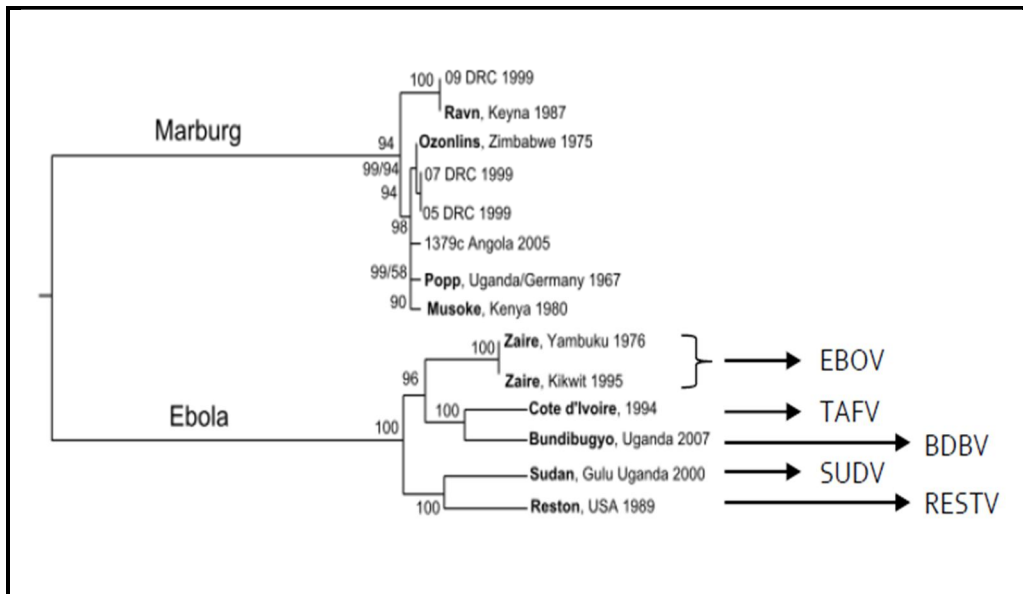 100 09 DRC 1999
Ravn, Keyna 1987
Marburg
94 Ozonlins, Zimbabwe 1975
99/94 07 DRC 1999
94
05 DRC 1999
98
1379c Angola 2005
99/58 Popp, Uganda/Germany 1967
90 Musoke, Kenya 1980
100 Zaire, Yambuku 1976
EBOV
96 Zaire, Kikwit 1995
100 Cote d'Ivoire, 1994 TAFV
Ebola
100 Bundibugyo, Uganda 2007 BDBV
Sudan, Gulu Uganda 2000 SUDV
100 Reston, USA 1989 RESTV